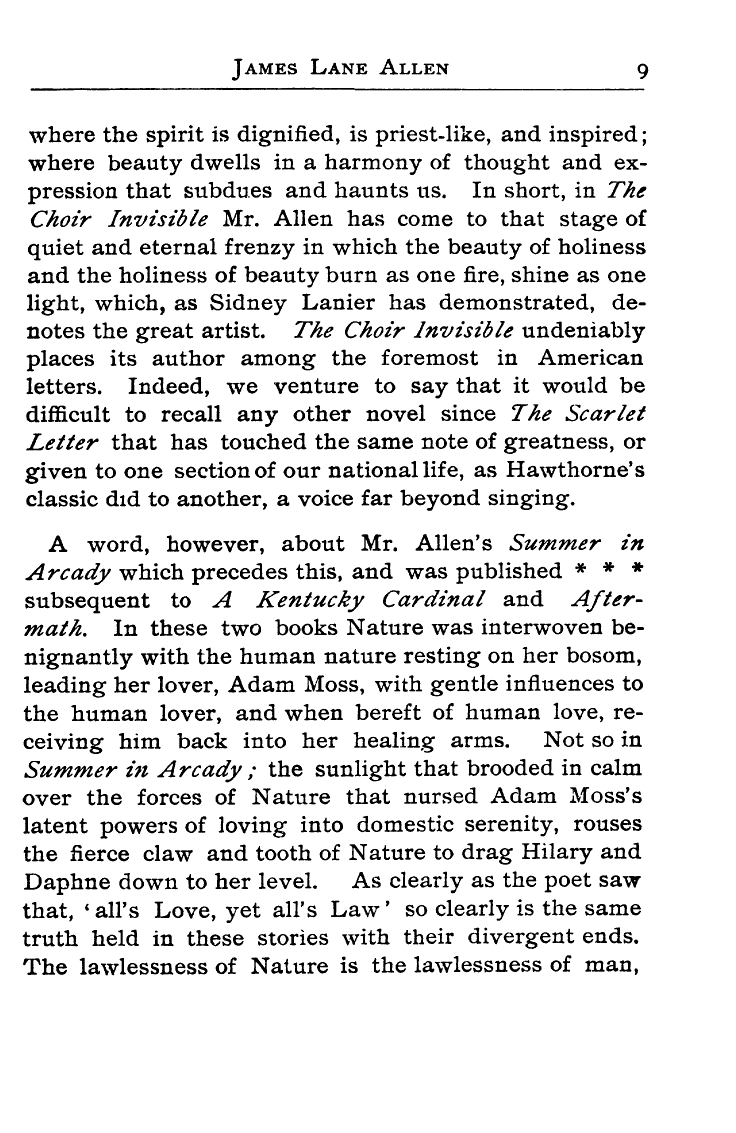 James Lane Allen 9
where the spirit is dignified, is priest-like, and inspired;
where beauty dwells in a harmony of thought and ex-
pression that subdues and haunts us. In short, in The
Choir Invisible Mr. Allen has come to that stage of
quiet and eternal frenzy in which the beauty of holiness
and the holiness of beauty burn as one fire, shine as one
light, which, as Sidney Lanier has demonstrated, de-
notes the great artist. The Choir Invisible undeniably
places its author among the foremost in American
letters. Indeed, we venture to say that it would be
difficult to recall any other novel since The Scarlet
Letter that has touched the same note of greatness, or
given to one section of our national life, as Hawthorne's
classic did to another, a voice far beyond singing.
A word, however, about Mr. Allen's Summer in
Arcady which precedes this, and was published * * *
subsequent to A Kentucky Cardinal and After-
math. In these two books Nature was interwoven be-
nignantly with the human nature resting on her bosom,
leading her lover, Adam Moss, with gentle influences to
the human lover, and when bereft of human love, re-
ceiving him back into her healing arms. Not so in
Summer in Arcady; the sunlight that brooded in calm
over the forces of Nature that nursed Adam Moss's
latent powers of loving into domestic serenity, rouses
the fierce claw and tooth of Nature to drag Hilary and
Daphne down to her level. As clearly as the poet saw
that, 'all's Love, yet all's Law' so clearly is the same
truth held in these stories with their divergent ends.
The lawlessness of Nature is the lawlessness of man,